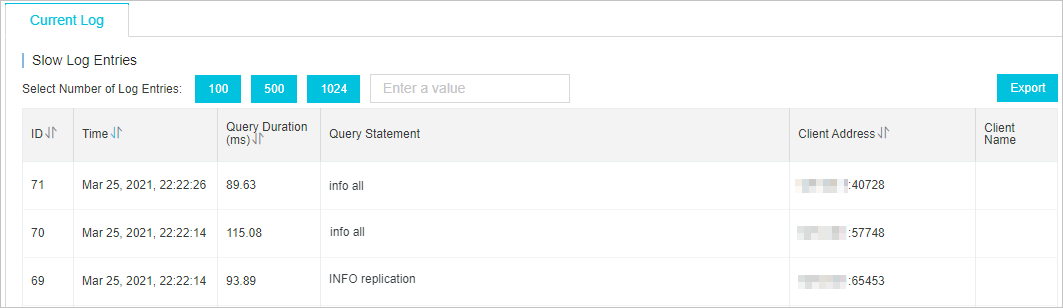 Current Log
Slow Log Entries
Select Number of Log Entries: 100 500 1024 Enter a value Export
ID Time Query Duration (ms) Query Statement Client Address Client Name
71 Mar 25, 2021, 22:22:26 89.63 info all :40728
70 Mar 25, 2021, 22:22:14 115.08 info all :57748
69 Mar 25, 2021, 22:22:14 93.89 INFO replication :65453